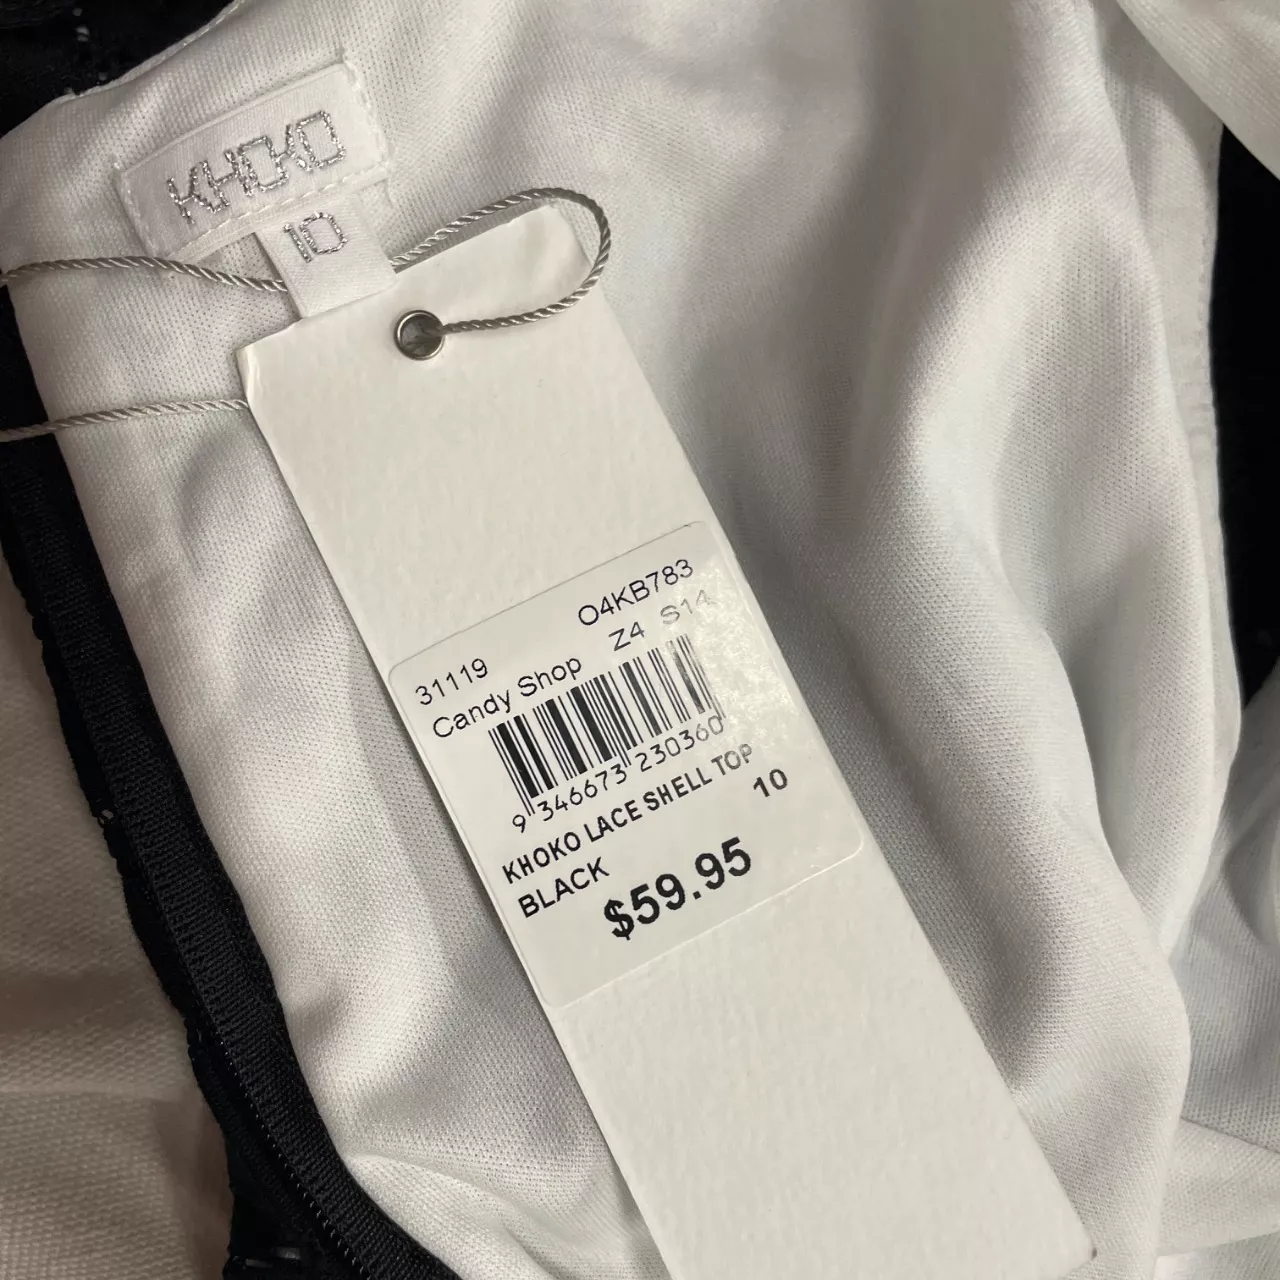 KHOKO
10
31119 O4KB783
Candy Shop Z4 S14
9 346673 230360
KHOKO LACE SHELL TOP
BLACK 10
$59.95